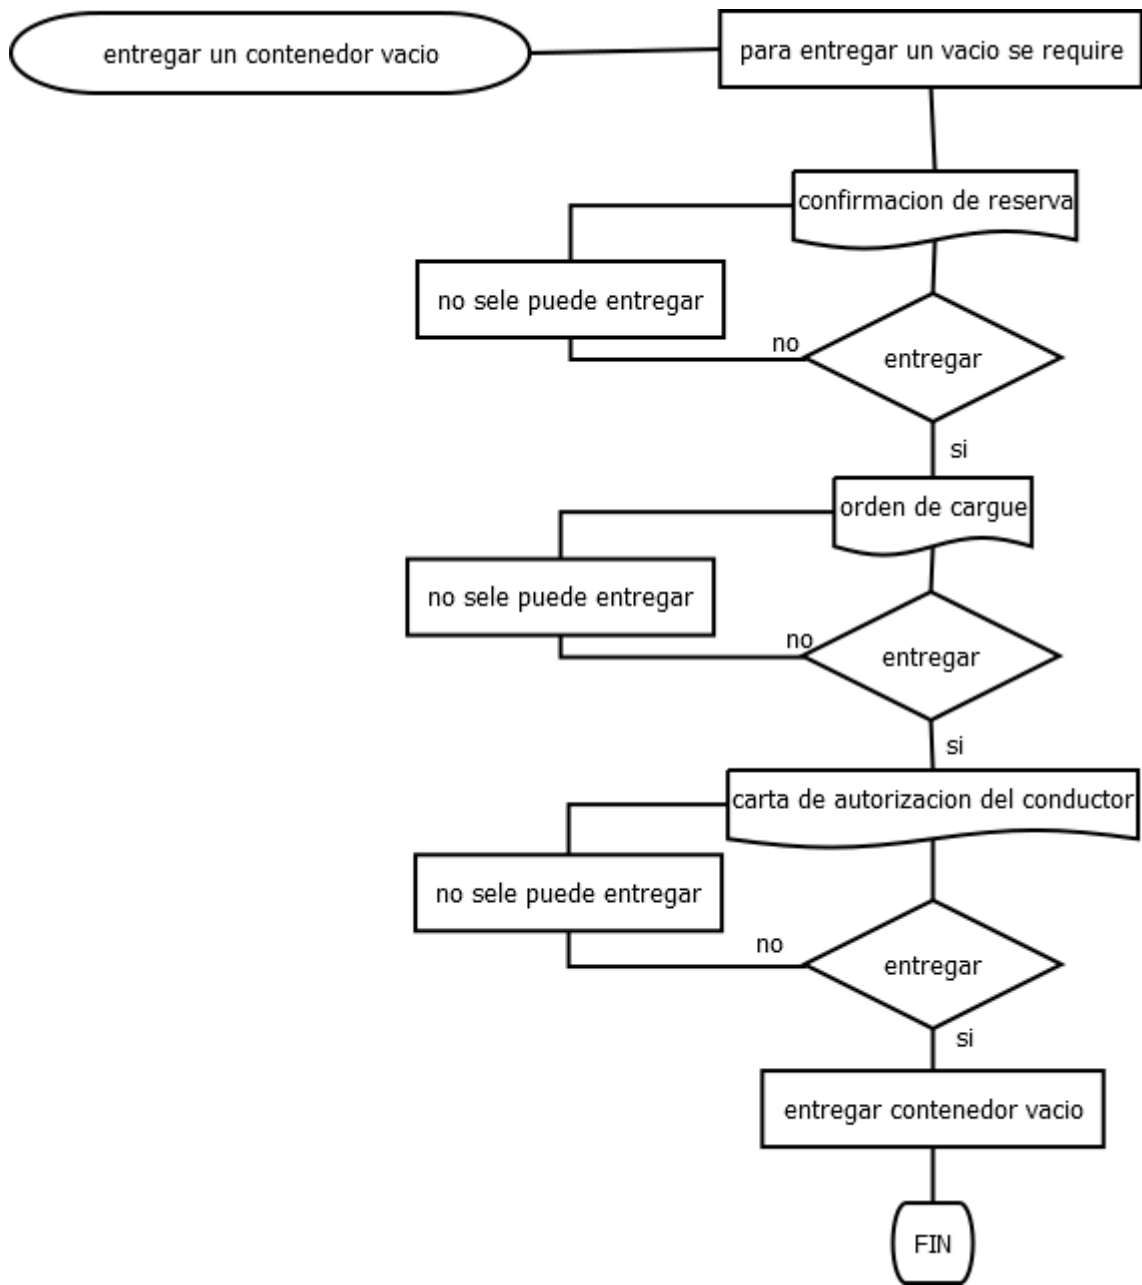 entregar un contenedor vacio
para entregar un vacio se require
confirmacion de reserva
no sele puede entregar
no
entregar
si
orden de cargue
no sele puede entregar
no
entregar
si
carta de autorizacion del conductor
no sele puede entregar
no
entregar
si
entregar contenedor vacio
FIN